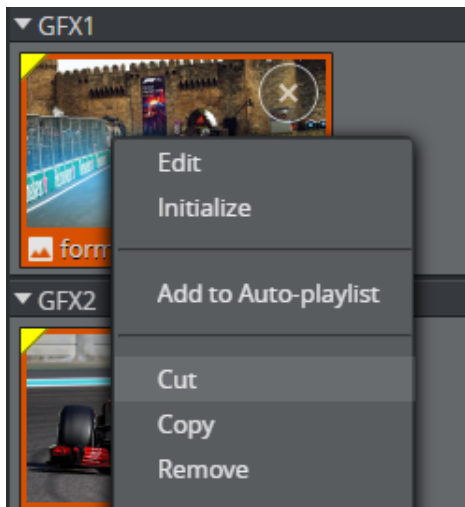 GFX1
Edit
Initialize
form
GFX2
Add to Auto-playlist
Cut
Copy
Remove